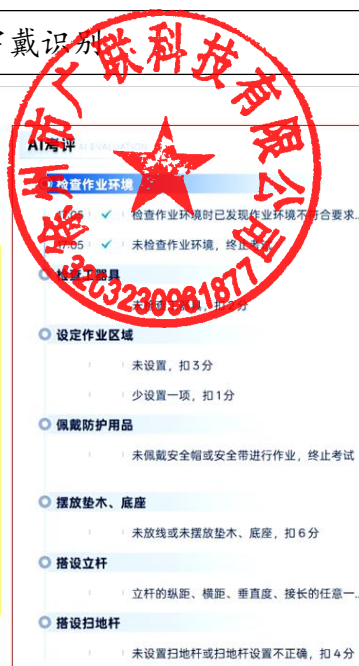 戴识别
AI考评 AI EVALUATION
检查作业环境
17:05 ✓ 检查作业环境时已发现作业环境不符合要求...
17:05 ✓ 未检查作业环境，终止考试
检查工器具
扣2分
设定作业区域
未设置，扣3分
少设置一项，扣1分
佩戴防护用品
未佩戴安全帽或安全带进行作业，终止考试
摆放垫木、底座
未放线或未摆放垫木、底座，扣6分
搭设立杆
立杆的纵距、横距、垂直度、接长的任意一...
搭设扫地杆
未设置扫地杆或扫地杆设置不正确，扣4分
州市广联科技有限公司